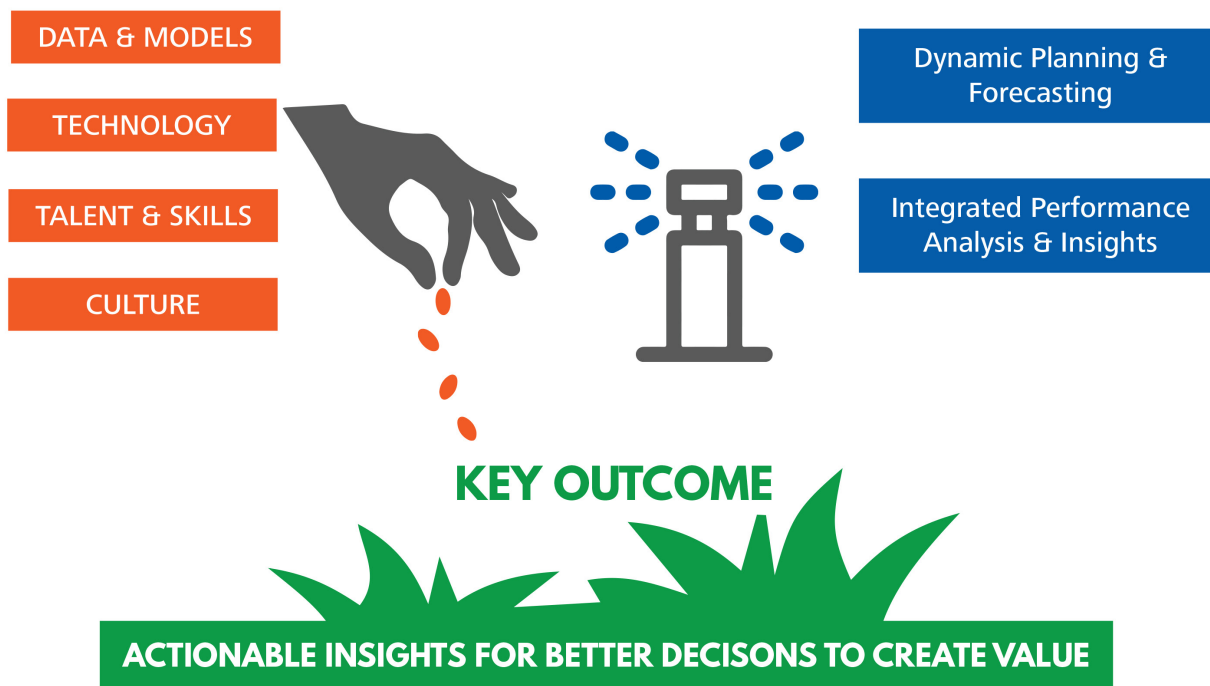 DATA & MODELS
TECHNOLOGY
TALENT & SKILLS
CULTURE
Dynamic Planning &
Forecasting
Integrated Performance
Analysis & Insights
KEY OUTCOME
ACTIONABLE INSIGHTS FOR BETTER DECISONS TO CREATE VALUE